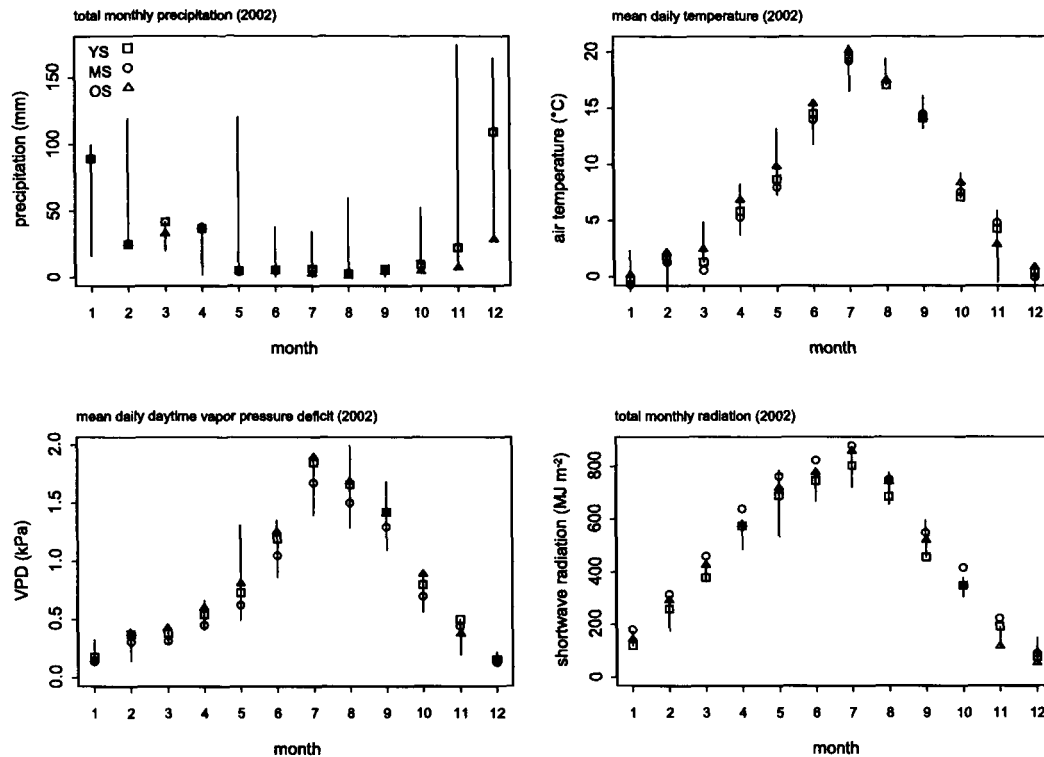 total monthly precipitation (2002)
precipitation (mm)
150
100
50
0
YS
MS
OS
1 2 3 4 5 6 7 8 9 10 11 12
month
mean daily temperature (2002)
air temperature (°C)
20
15
10
5
0
1 2 3 4 5 6 7 8 9 10 11 12
month
mean daily daytime vapor pressure deficit (2002)
VPD (kPa)
2.0
1.5
1.0
0.5
0.0
1 2 3 4 5 6 7 8 9 10 11 12
month
total monthly radiation (2002)
shortwave radiation (MJ m⁻²)
800
600
400
200
0
1 2 3 4 5 6 7 8 9 10 11 12
month